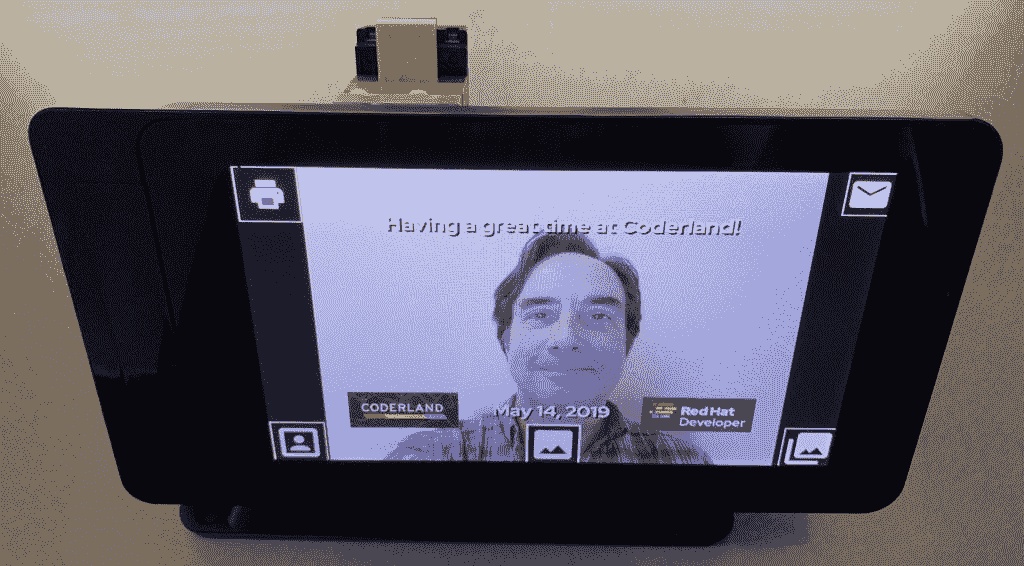 Having a great time at Coderland!
CODERLAND
May 14, 2019
Red Hat
Developer